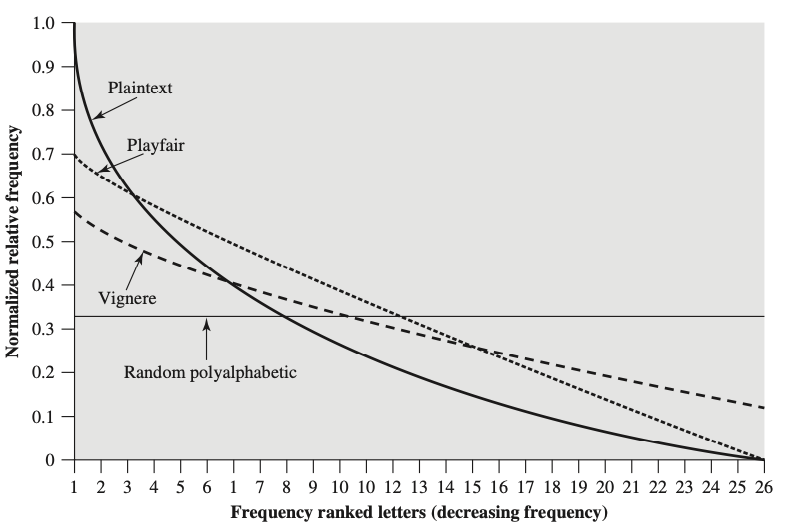 1.0
0.9
0.8
0.7
0.6
0.5
0.4
0.3
0.2
0.1
0
Normalized relative frequency
Plaintext
Playfair
Vignere
Random polyalphabetic
1 2 3 4 5 6 1 7 8 9 10 10 12 13 14 15 16 17 18 19 20 21 22 23 24 25 26
Frequency ranked letters (decreasing frequency)